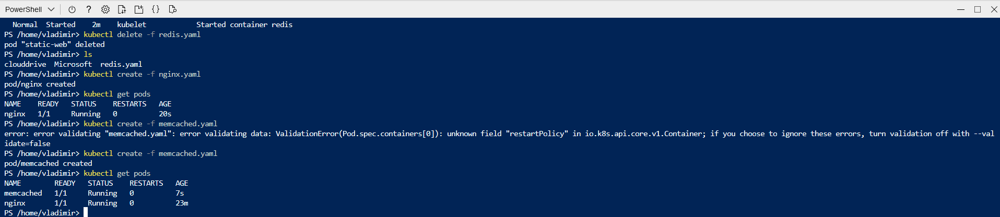 PowerShell
Normal  Started    2m    kubelet            Started container redis
PS /home/vladimir> kubectl delete -f redis.yaml
pod "static-web" deleted
PS /home/vladimir> ls
clouddrive  Microsoft  redis.yaml
PS /home/vladimir> kubectl create -f nginx.yaml
pod/nginx created
PS /home/vladimir> kubectl get pods
NAME    READY   STATUS    RESTARTS   AGE
nginx   1/1     Running   0          20s
PS /home/vladimir> kubectl create -f memcached.yaml
error: error validating "memcached.yaml": error validating data: ValidationError(Pod.spec.containers[0]): unknown field "restartPolicy" in io.k8s.api.core.v1.Container; if you choose to ignore these errors, turn validation off with --val
idate=false
PS /home/vladimir> kubectl create -f memcached.yaml
pod/memcached created
PS /home/vladimir> kubectl get pods
NAME        READY   STATUS    RESTARTS   AGE
memcached   1/1     Running   0          7s
nginx       1/1     Running   0          23m
PS /home/vladimir>